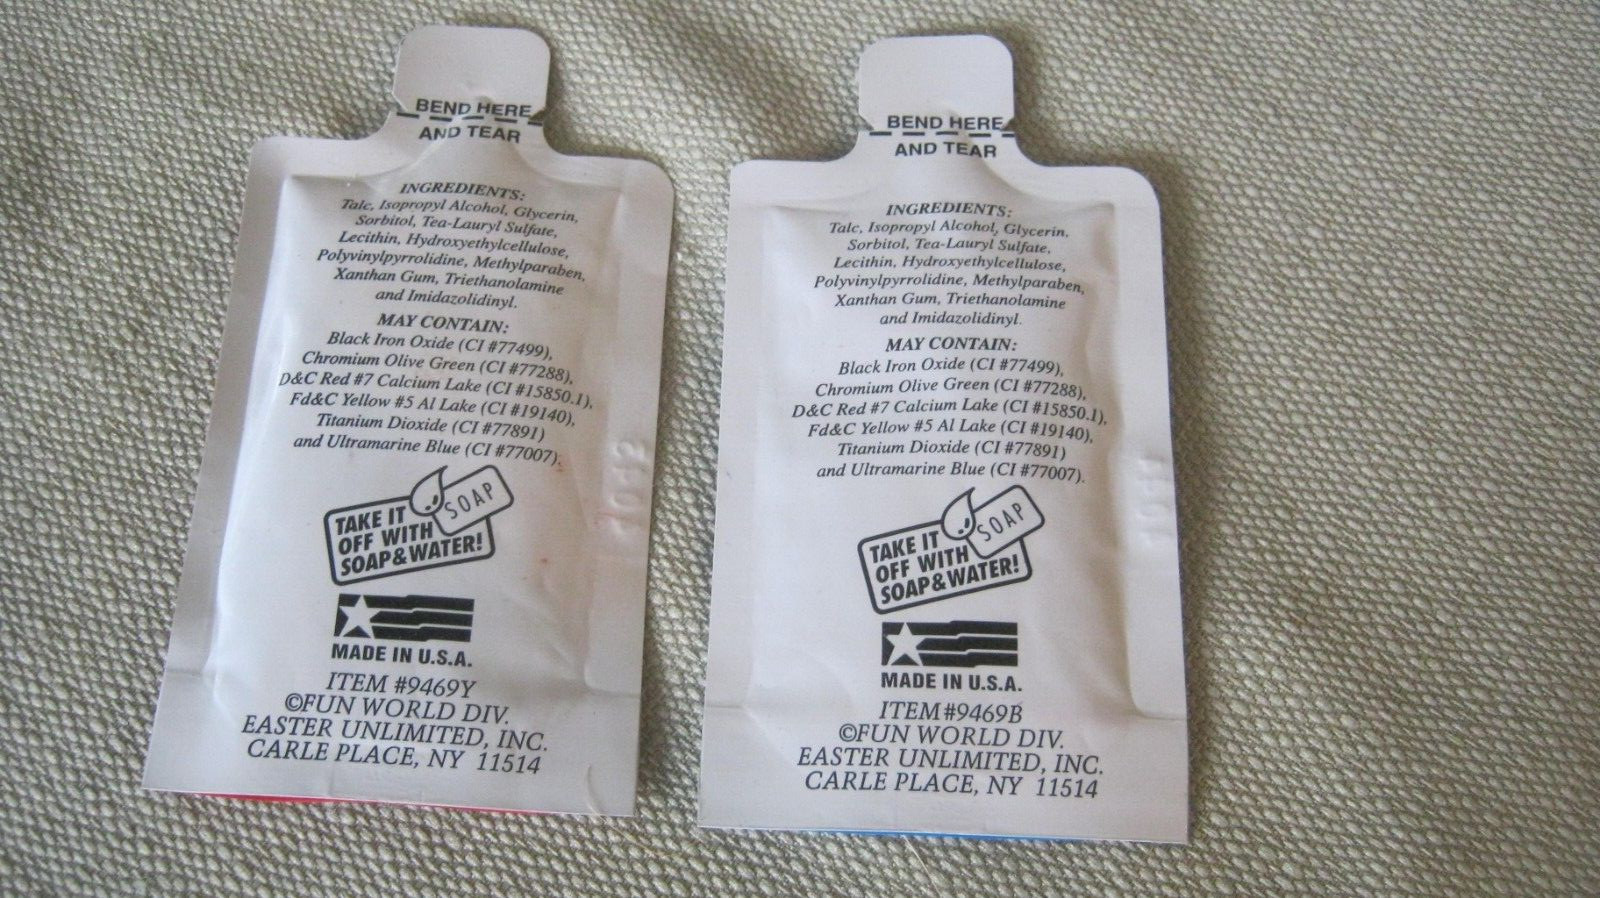 BEND HERE
AND TEAR
INGREDIENTS:
Talc, Isopropyl Alcohol, Glycerin,
Sorbitol, Tea-Lauryl Sulfate,
Lecithin, Hydroxyethylcellulose,
Polyvinylpyrrolidine, Methylparaben,
Xanthan Gum, Triethanolamine
and Imidazolidinyl.
MAY CONTAIN:
Black Iron Oxide (CI #77499),
Chromium Olive Green (CI #77288),
D&C Red #7 Calcium Lake (CI #15850.1),
Fd&C Yellow #5 Al Lake (CI #19140),
Titanium Dioxide (CI #77891)
and Ultramarine Blue (CI #77007).
SOAP
TAKE IT
OFF WITH
SOAP&WATER!
MADE IN U.S.A.
ITEM #9469Y
©FUN WORLD DIV.
EASTER UNLIMITED, INC.
CARLE PLACE, NY 11514
BEND HERE
AND TEAR
INGREDIENTS:
Talc, Isopropyl Alcohol, Glycerin,
Sorbitol, Tea-Lauryl Sulfate,
Lecithin, Hydroxyethylcellulose,
Polyvinylpyrrolidine, Methylparaben,
Xanthan Gum, Triethanolamine
and Imidazolidinyl.
MAY CONTAIN:
Black Iron Oxide (CI #77499),
Chromium Olive Green (CI #77288),
D&C Red #7 Calcium Lake (CI #15850.1),
Fd&C Yellow #5 Al Lake (CI #19140),
Titanium Dioxide (CI #77891)
and Ultramarine Blue (CI #77007).
SOAP
TAKE IT
OFF WITH
SOAP&WATER!
MADE IN U.S.A.
ITEM #9469B
©FUN WORLD DIV.
EASTER UNLIMITED, INC.
CARLE PLACE, NY 11514